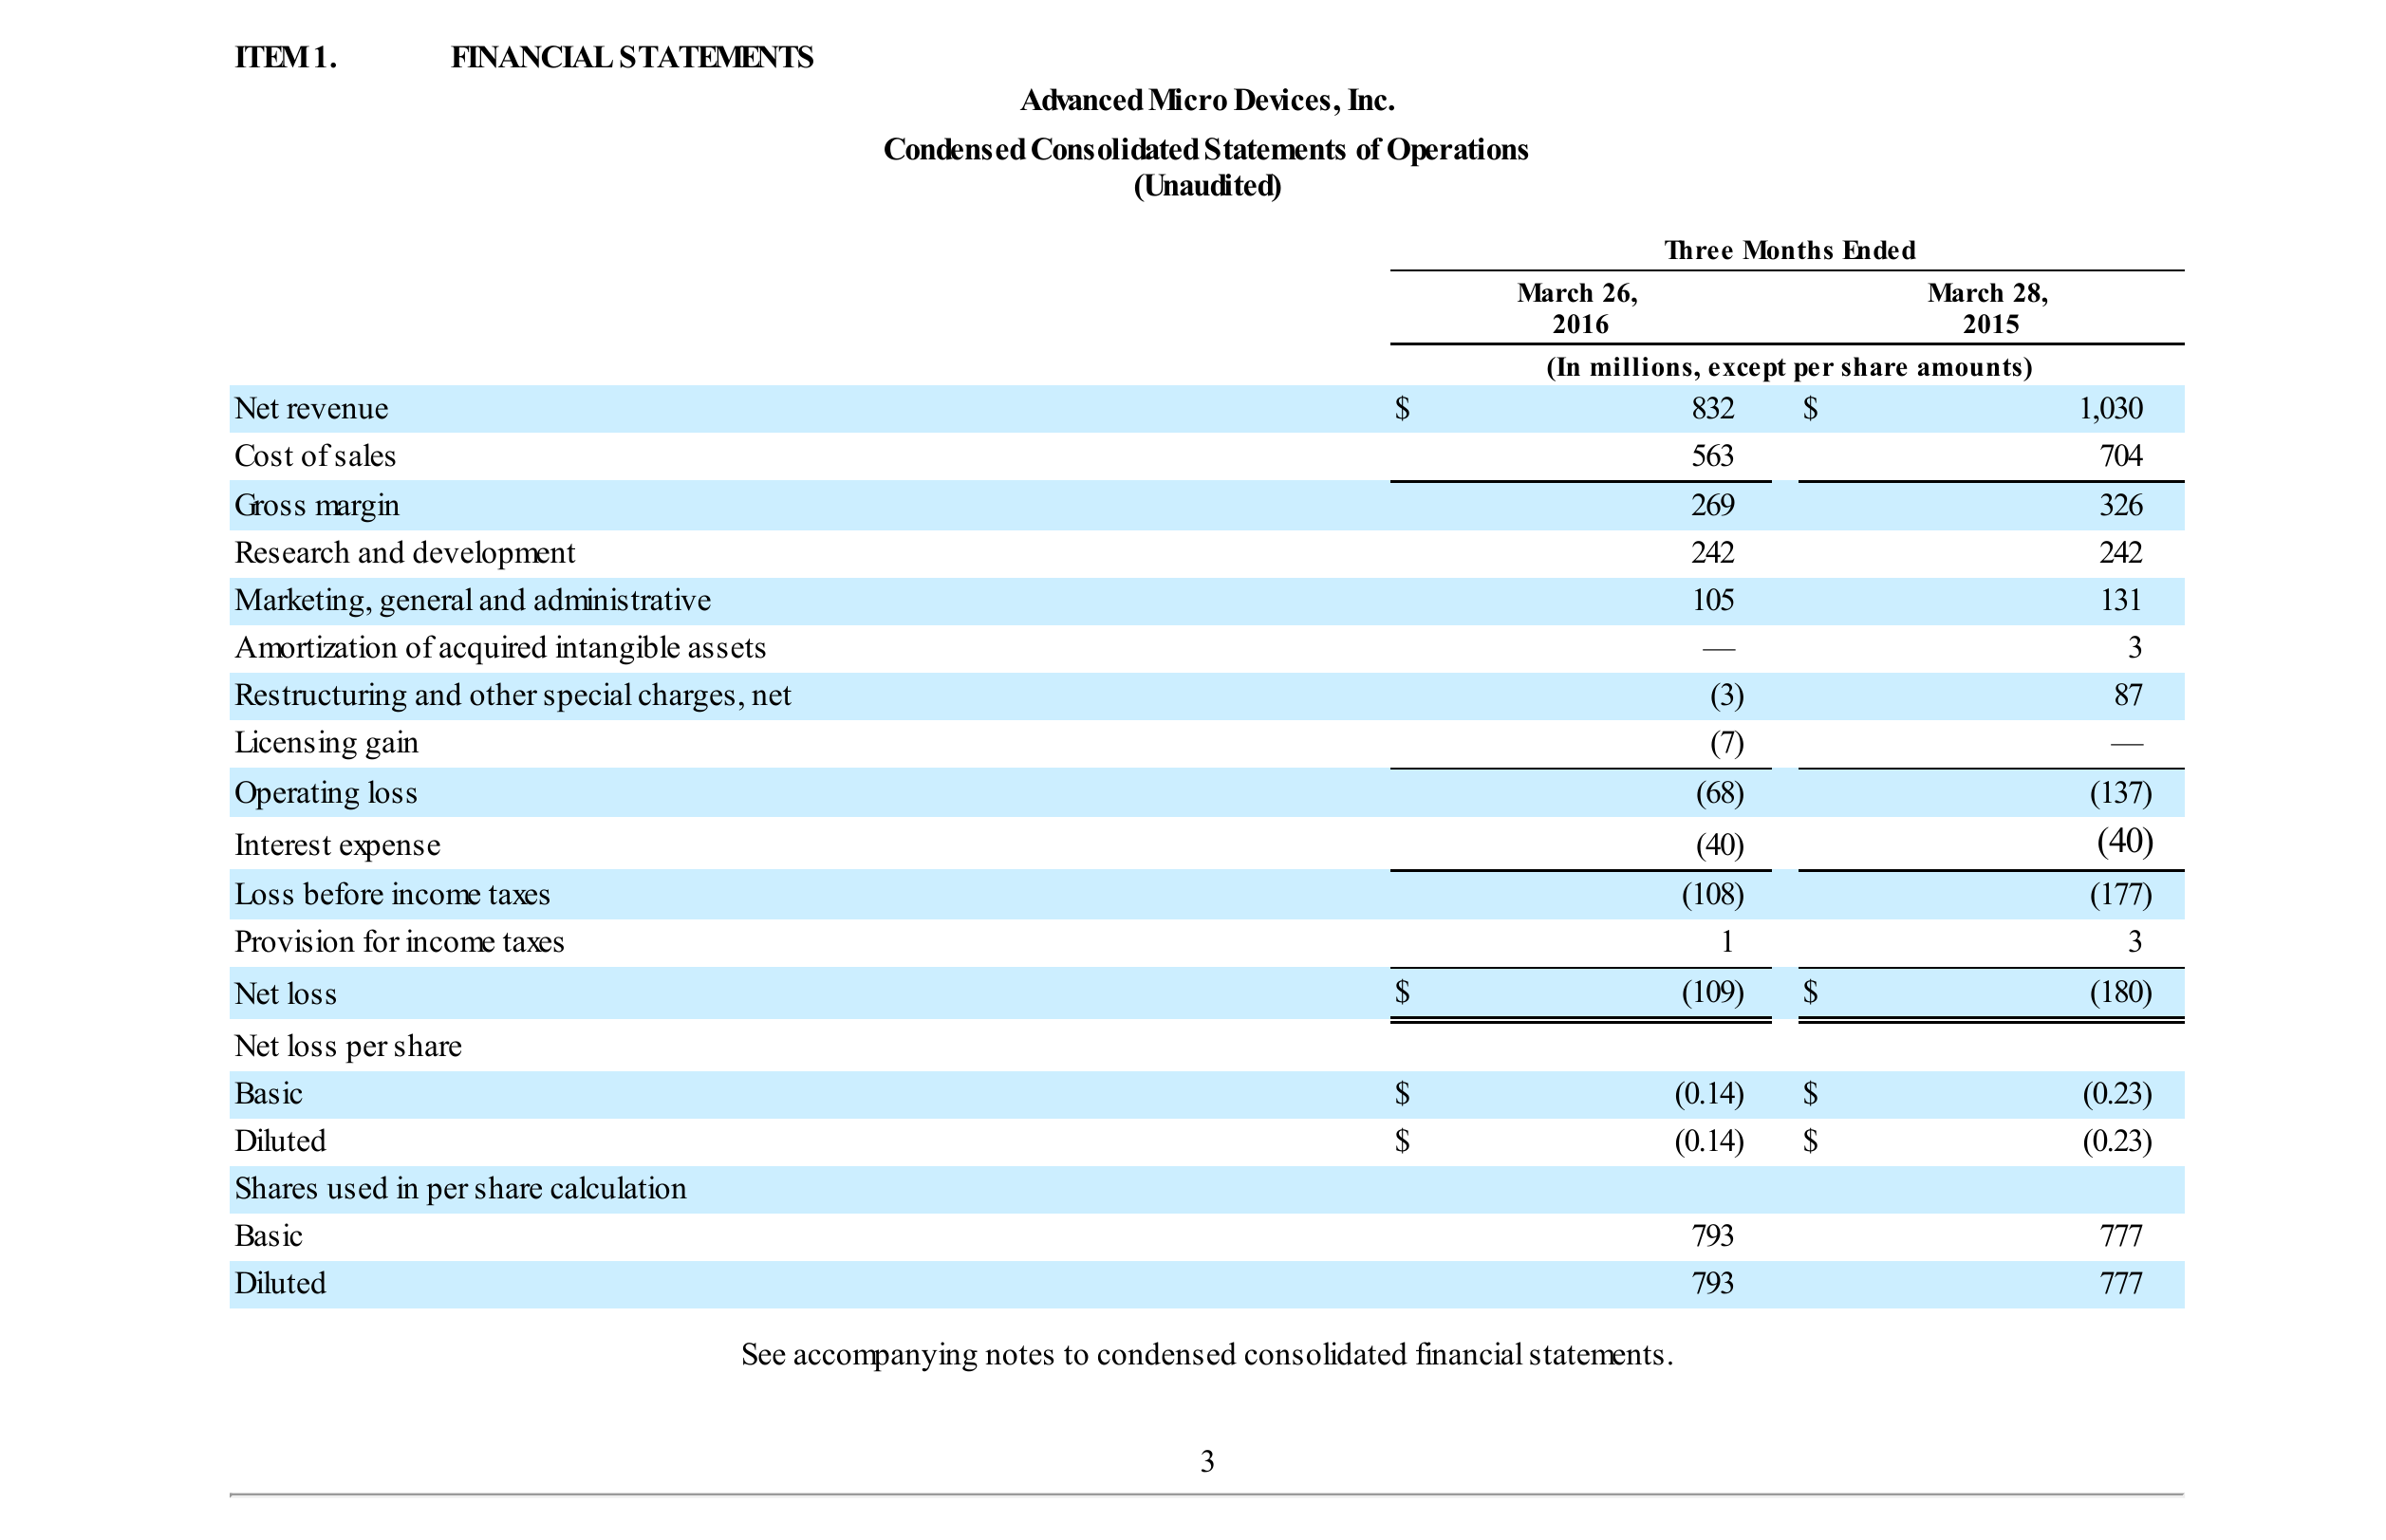 ITEM 1. FINANCIAL STATEMENTS
Advanced Micro Devices, Inc.
Condensed Consolidated Statements of Operations
(Unaudited)
Three Months Ended
March 26, March 28,
2016 2015
(In millions, except per share amounts)
Net revenue $ 832 $ 1,030
Cost of sales 563 704
Gross margin 269 326
Research and development 242 242
Marketing, general and administrative 105 131
Amortization of acquired intangible assets — 3
Restructuring and other special charges, net (3) 87
Licensing gain (7) —
Operating loss (68) (137)
Interest expense (40) (40)
Loss before income taxes (108) (177)
Provision for income taxes 1 3
Net loss $ (109) $ (180)
Net loss per share
Basic $ (0.14) $ (0.23)
Diluted $ (0.14) $ (0.23)
Shares used in per share calculation
Basic 793 777
Diluted 793 777
See accompanying notes to condensed consolidated financial statements.
3